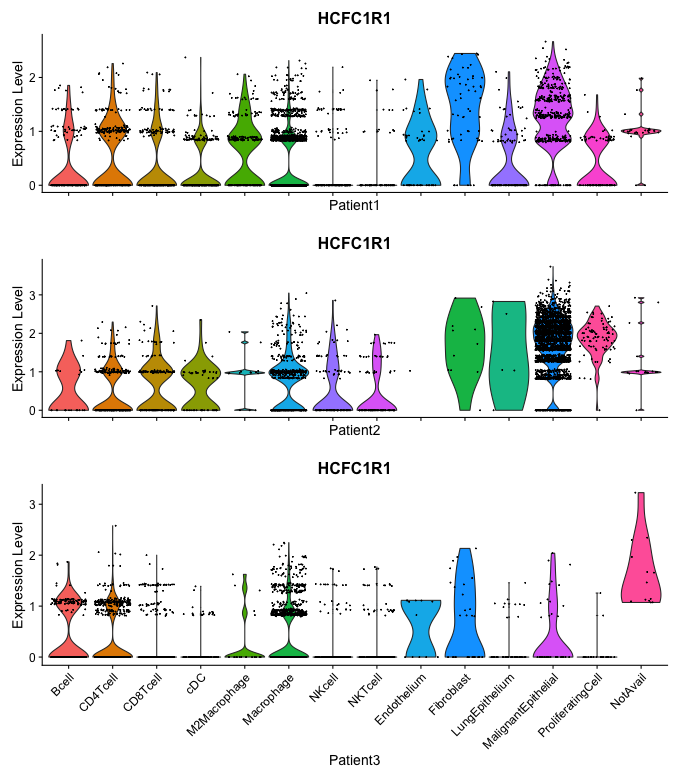 HCFC1R1
Expression Level
2
1
0
Patient1
HCFC1R1
Expression Level
3
2
1
0
Patient2
HCFC1R1
Expression Level
3
2
1
0
Bcell
CD4Tcell
CD8Tcell
cDC
M2Macrophage
Macrophage
NKcell
NKTcell
Endothelium
Fibroblast
LungEpithelium
MalignantEpithelial
ProliferatingCell
NotAvail
Patient3